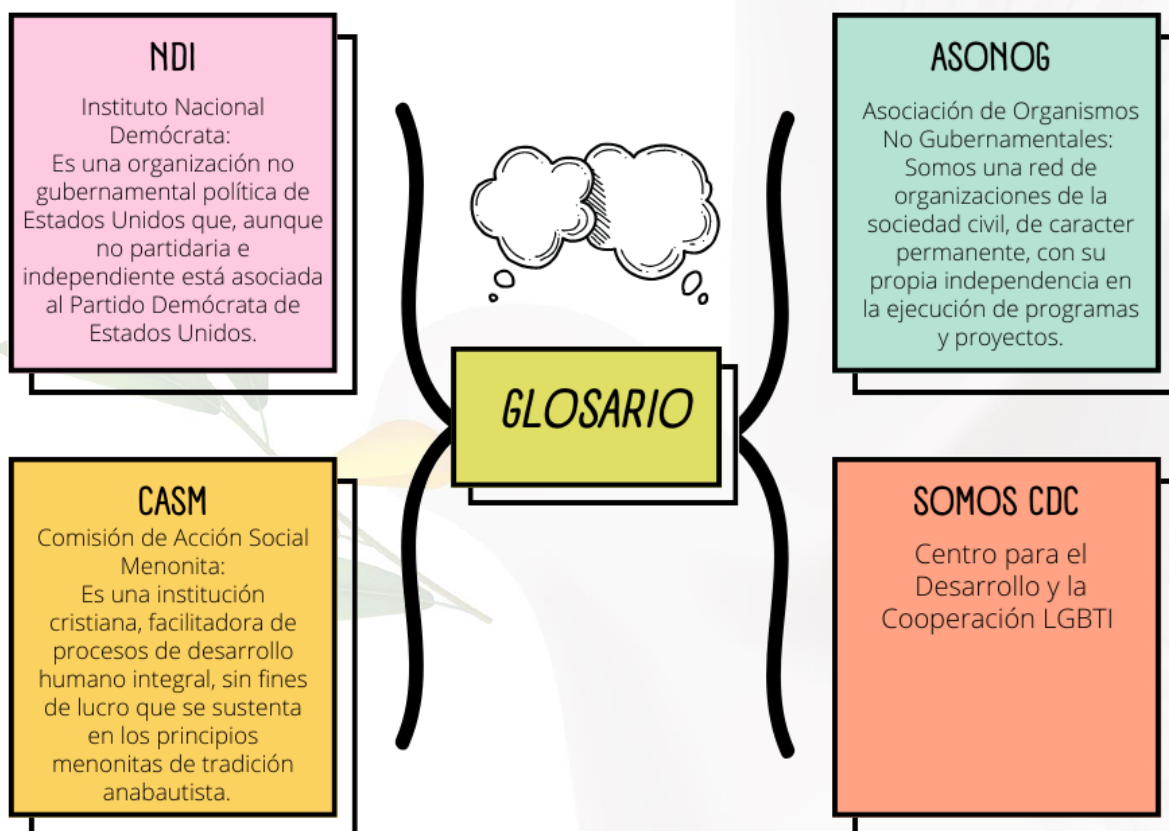 NDI
Instituto Nacional
Demócrata:
Es una organización no
gubernamental política de
Estados Unidos que, aunque
no partidaria e
independiente está asociada
al Partido Demócrata de
Estados Unidos.
ASONOG
Asociación de Organismos
No Gubernamentales:
Somos una red de
organizaciones de la
sociedad civil, de caracter
permanente, con su
propia independencia en
la ejecución de programas
y proyectos.
GLOSARIO
CASM
Comisión de Acción Social
Menonita:
Es una institución
cristiana, facilitadora de
procesos de desarrollo
humano integral, sin fines
de lucro que se sustenta
en los principios
menonitas de tradición
anabautista.
SOMOS CDC
Centro para el
Desarrollo y la
Cooperación LGBTI